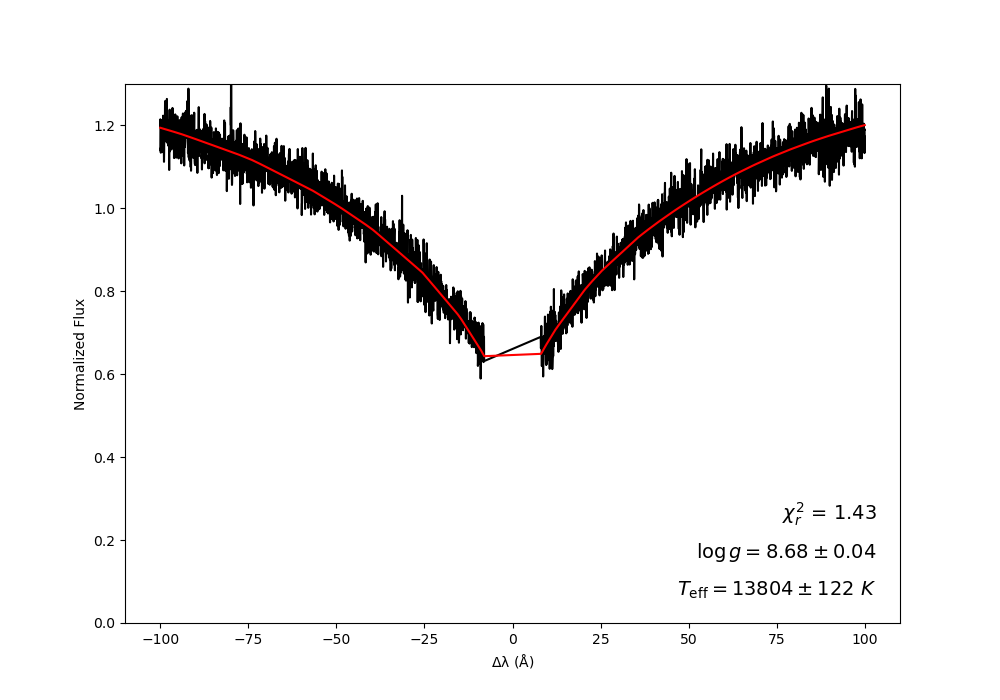 1.2
1.0
0.8
0.6
0.4
0.2
0.0
Normalized Flux
χ²ᵣ = 1.43
log g = 8.68 ± 0.04
T_eff = 13804 ± 122 K
−100 −75 −50 −25 0 25 50 75 100
Δλ (Å)